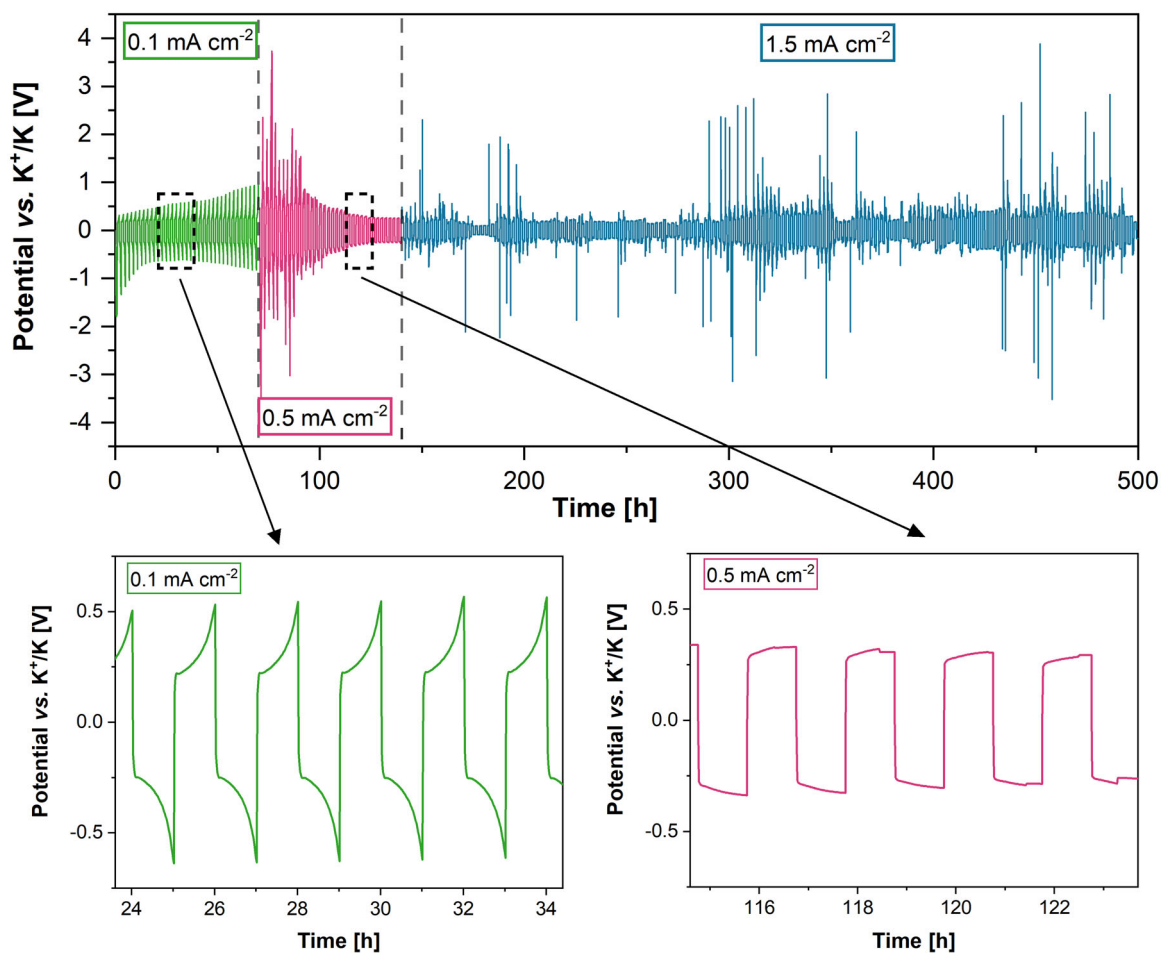 0.1 mA cm⁻²
1.5 mA cm⁻²
4
3
2
1
0
-1
-2
-3
-4
Potential vs. K⁺/K [V]
0.5 mA cm⁻²
0 100 200 300 400 500
Time [h]
0.1 mA cm⁻²
0.5
0.0
-0.5
Potential vs. K⁺/K [V]
24 26 28 30 32 34
Time [h]
0.5 mA cm⁻²
0.5
0.0
-0.5
Potential vs. K⁺/K [V]
116 118 120 122
Time [h]